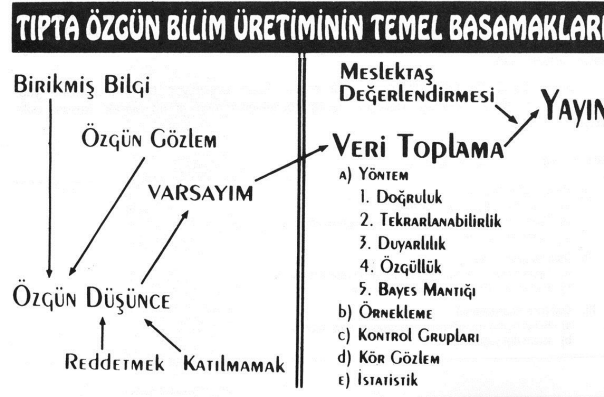 TIPTA ÖZGÜN BİLİM ÜRETİMİNİN TEMEL BASAMAKLARI
Birikmiş Bilgi
Özgün Gözlem
VARSAYIM
Özgün Düşünce
Reddetmek
Katılmamak
Meslektaş
Değerlendirmesi
Yayın
Veri Toplama
a) Yöntem
1. Doğruluk
2. Tekrarlanabilirlik
3. Duyarlılık
4. Özgüllük
5. Bayes Mantığı
b) Örnekleme
c) Kontrol Grupları
d) Kör Gözlem
e) İstatistik